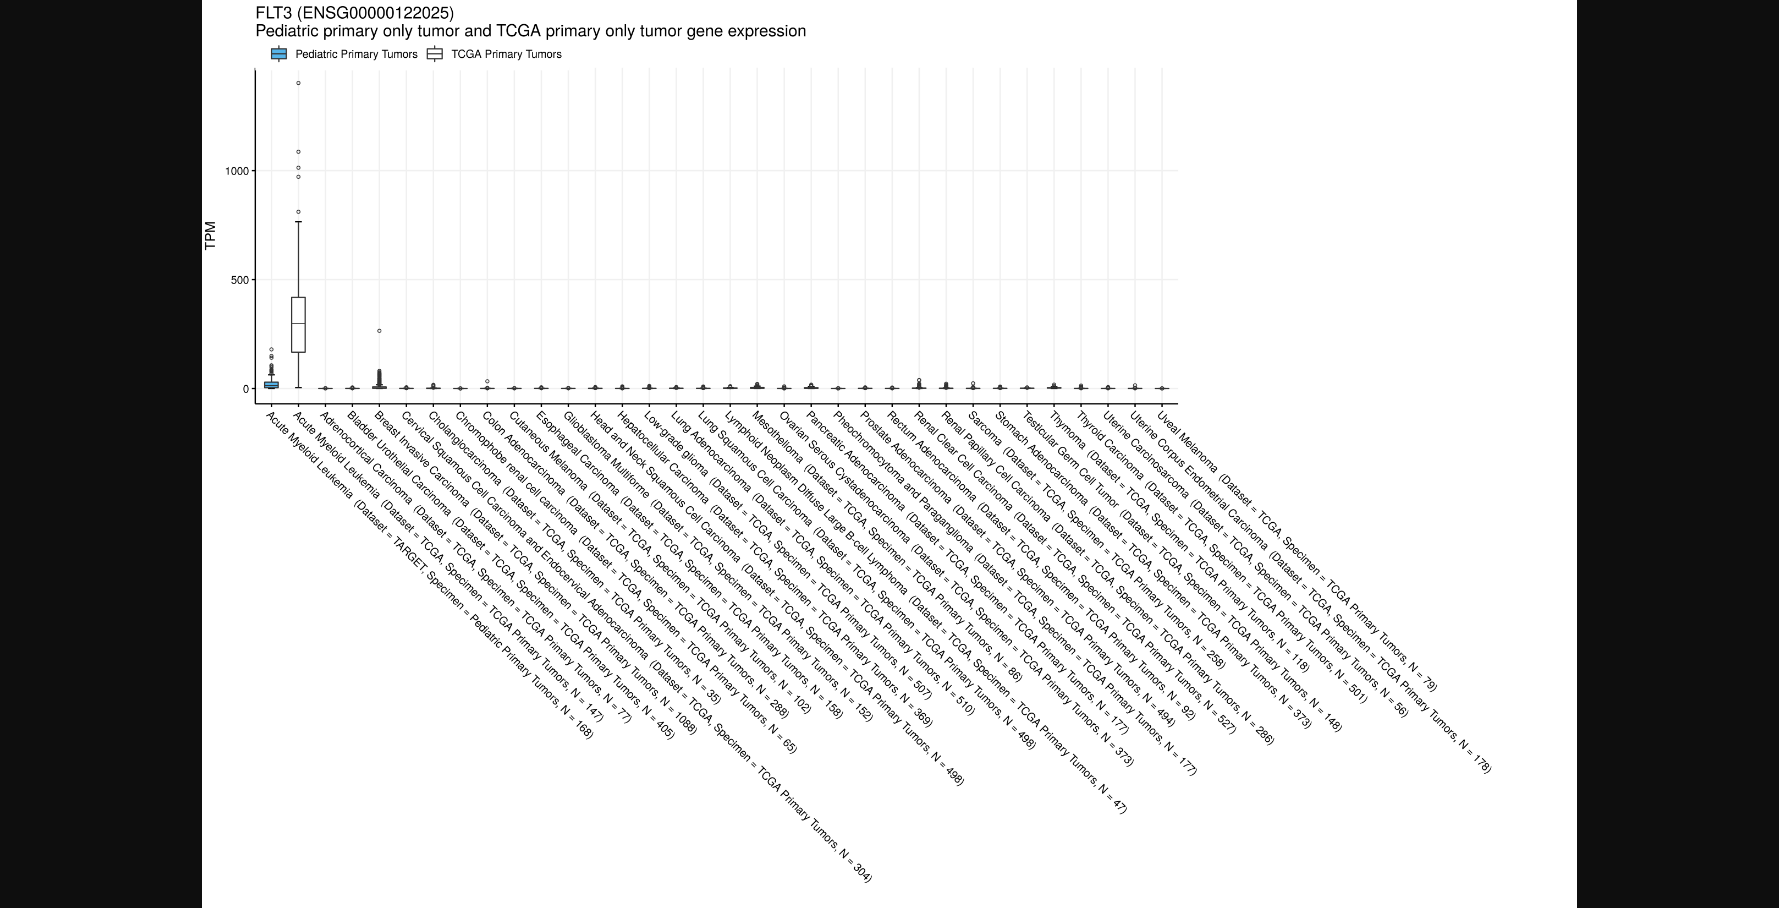 FLT3 (ENSG00000122025)
Pediatric primary only tumor and TCGA primary only tumor gene expression
Pediatric Primary Tumors
TCGA Primary Tumors
TPM
1000
500
0
Acute Myeloid Leukemia (Dataset = TARGET, Specimen = Pediatric Primary Tumors, N = 168)
Acute Myeloid Leukemia (Dataset = TCGA, Specimen = TCGA Primary Tumors, N = 147)
Adrenocortical Carcinoma (Dataset = TCGA, Specimen = TCGA Primary Tumors, N = 77)
Bladder Urothelial Carcinoma (Dataset = TCGA, Specimen = TCGA Primary Tumors, N = 405)
Breast Invasive Carcinoma (Dataset = TCGA, Specimen = TCGA Primary Tumors, N = 1088)
Cervical Squamous Cell Carcinoma and Endocervical Adenocarcinoma (Dataset = TCGA, Specimen = TCGA Primary Tumors, N = 304)
Cholangiocarcinoma (Dataset = TCGA, Specimen = TCGA Primary Tumors, N = 35)
Chromophobe renal cell carcinoma (Dataset = TCGA, Specimen = TCGA Primary Tumors, N = 65)
Colon Adenocarcinoma (Dataset = TCGA, Specimen = TCGA Primary Tumors, N = 288)
Cutaneous Melanoma (Dataset = TCGA, Specimen = TCGA Primary Tumors, N = 102)
Esophageal Carcinoma (Dataset = TCGA, Specimen = TCGA Primary Tumors, N = 158)
Glioblastoma Multiforme (Dataset = TCGA, Specimen = TCGA Primary Tumors, N = 152)
Head and Neck Squamous Cell Carcinoma (Dataset = TCGA, Specimen = TCGA Primary Tumors, N = 498)
Hepatocellular Carcinoma (Dataset = TCGA, Specimen = TCGA Primary Tumors, N = 369)
Low-grade glioma (Dataset = TCGA, Specimen = TCGA Primary Tumors, N = 507)
Lung Adenocarcinoma (Dataset = TCGA, Specimen = TCGA Primary Tumors, N = 510)
Lung Squamous Cell Carcinoma (Dataset = TCGA, Specimen = TCGA Primary Tumors, N = 498)
Lymphoid Neoplasm Diffuse Large B-cell Lymphoma (Dataset = TCGA, Specimen = TCGA Primary Tumors, N = 47)
Mesothelioma (Dataset = TCGA, Specimen = TCGA Primary Tumors, N = 86)
Ovarian Serous Cystadenocarcinoma (Dataset = TCGA, Specimen = TCGA Primary Tumors, N = 373)
Pancreatic Adenocarcinoma (Dataset = TCGA, Specimen = TCGA Primary Tumors, N = 177)
Pheochromocytoma and Paraganglioma (Dataset = TCGA, Specimen = TCGA Primary Tumors, N = 177)
Prostate Adenocarcinoma (Dataset = TCGA, Specimen = TCGA Primary Tumors, N = 494)
Rectum Adenocarcinoma (Dataset = TCGA, Specimen = TCGA Primary Tumors, N = 92)
Renal Clear Cell Carcinoma (Dataset = TCGA, Specimen = TCGA Primary Tumors, N = 527)
Renal Papillary Cell Carcinoma (Dataset = TCGA, Specimen = TCGA Primary Tumors, N = 286)
Sarcoma (Dataset = TCGA, Specimen = TCGA Primary Tumors, N = 258)
Stomach Adenocarcinoma (Dataset = TCGA, Specimen = TCGA Primary Tumors, N = 373)
Testicular Germ Cell Tumor (Dataset = TCGA, Specimen = TCGA Primary Tumors, N = 148)
Thymoma (Dataset = TCGA, Specimen = TCGA Primary Tumors, N = 118)
Thyroid Carcinoma (Dataset = TCGA, Specimen = TCGA Primary Tumors, N = 501)
Uterine Carcinosarcoma (Dataset = TCGA, Specimen = TCGA Primary Tumors, N = 56)
Uterine Corpus Endometrial Carcinoma (Dataset = TCGA, Specimen = TCGA Primary Tumors, N = 178)
Uveal Melanoma (Dataset = TCGA, Specimen = TCGA Primary Tumors, N = 79)